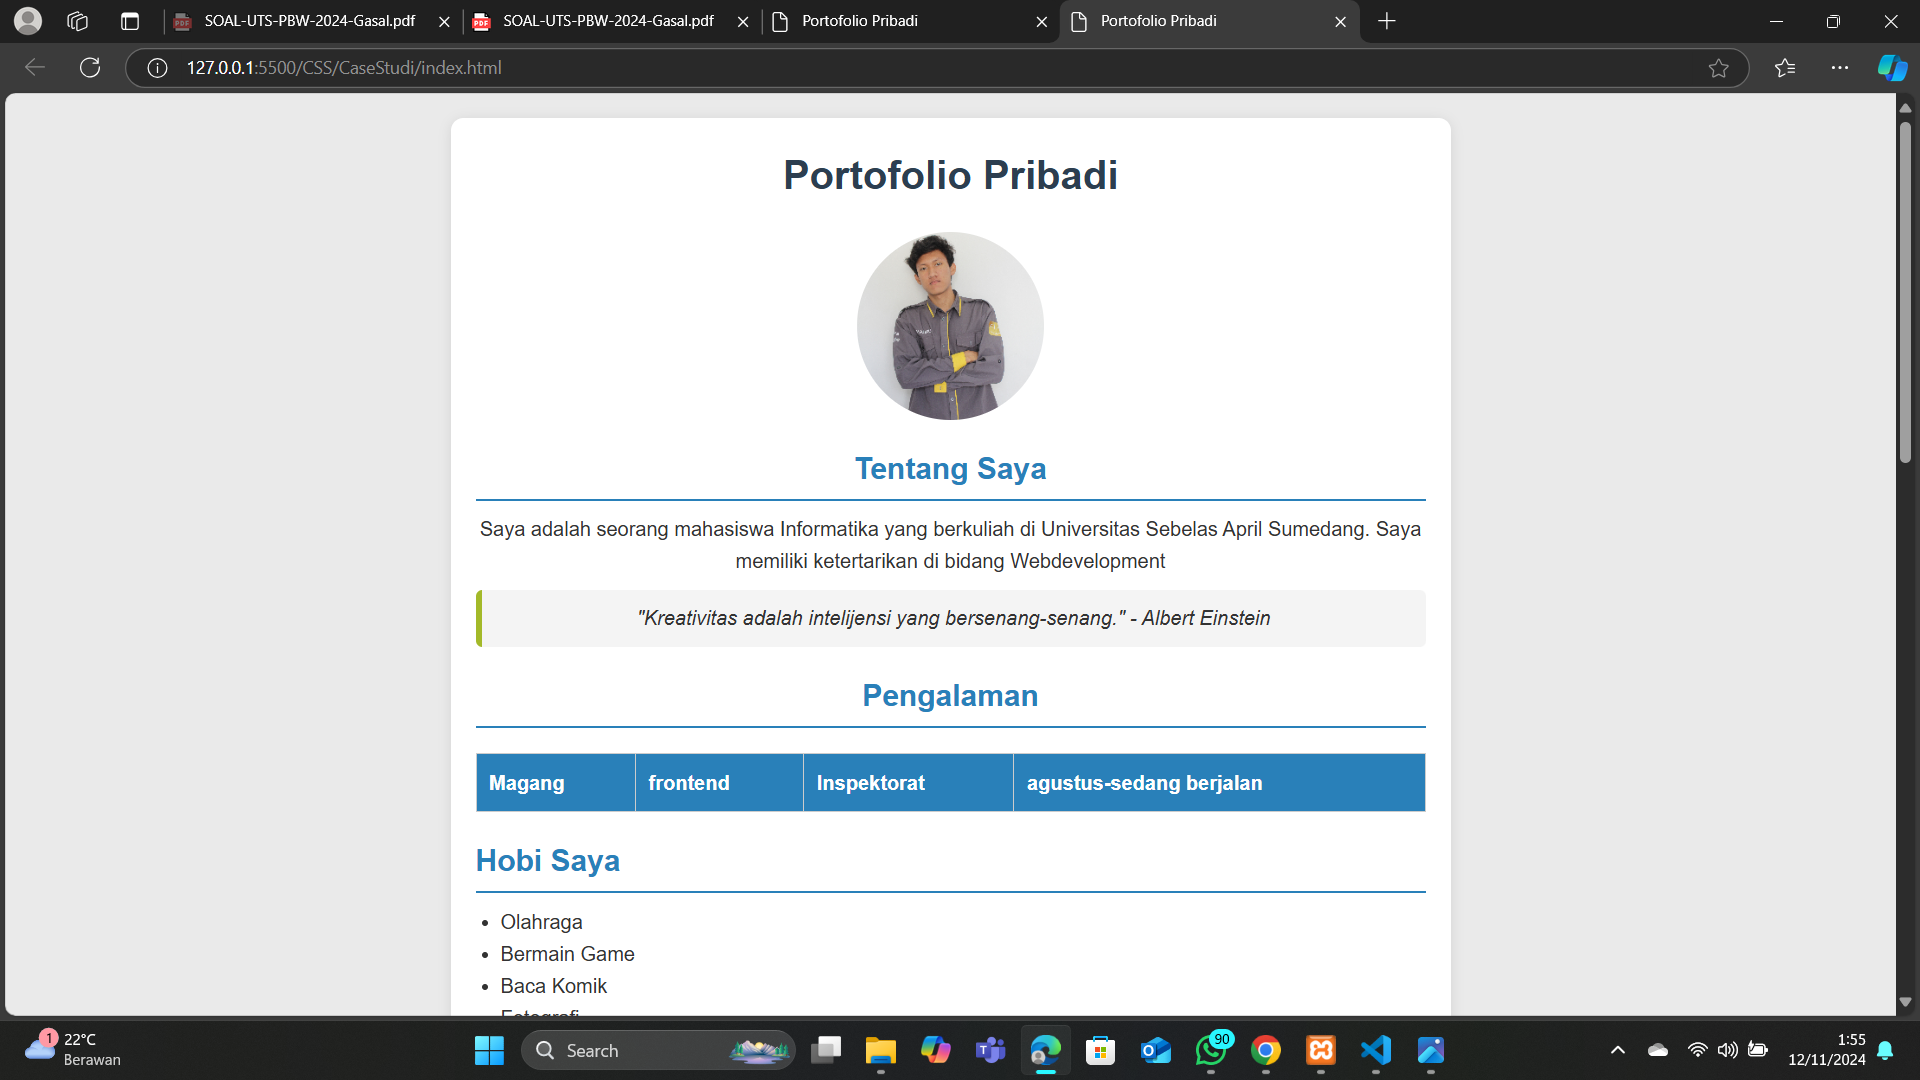 SOAL-UTS-PBW-2024-Gasal.pdf
SOAL-UTS-PBW-2024-Gasal.pdf
Portofolio Pribadi
Portofolio Pribadi
127.0.0.1:5500/CSS/CaseStudi/index.html
Portofolio Pribadi
Tentang Saya
Saya adalah seorang mahasiswa Informatika yang berkuliah di Universitas Sebelas April Sumedang. Saya
memiliki ketertarikan di bidang Webdevelopment
"Kreativitas adalah intelijensi yang bersenang-senang." - Albert Einstein
Pengalaman
Magang frontend Inspektorat agustus-sedang berjalan
Hobi Saya
Olahraga
Bermain Game
Baca Komik
Fotografi
1
22°C
Berawan
Search
90
1:55
12/11/2024